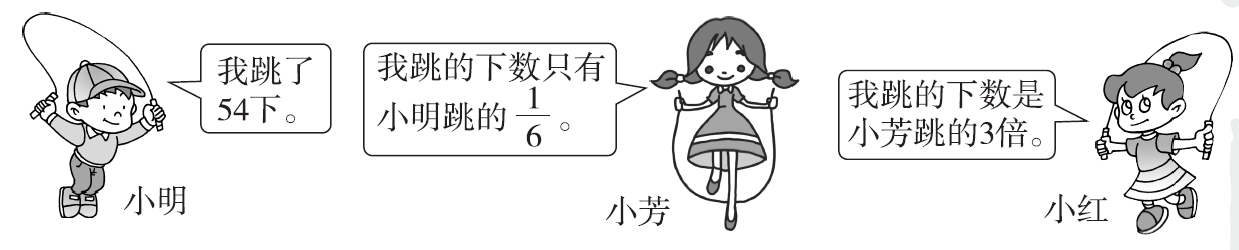 我跳了
54下。
小明
我跳的下数只有
小明跳的 1/6 。
小芳
我跳的下数是
小芳跳的3倍。
小红